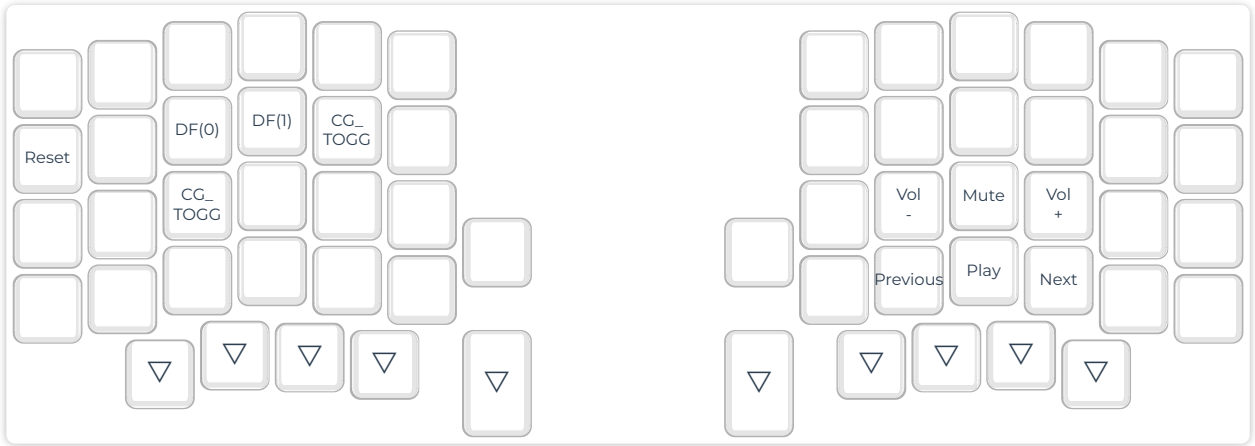 DF(0)
DF(1)
CG_
TOGG
Reset
CG_
TOGG
Vol
-
Mute
Vol
+
Previous
Play
Next